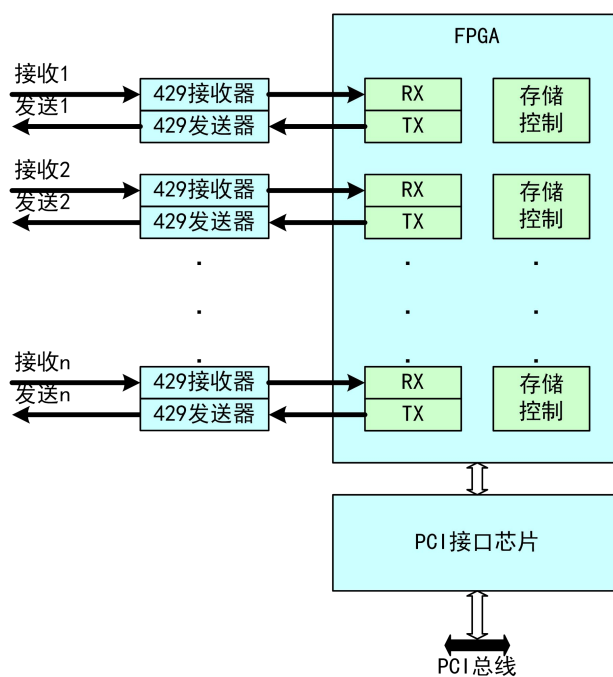 FPGA
接收1
429接收器
RX
存储
控制
发送1
429发送器
TX
接收2
429接收器
RX
存储
控制
发送2
429发送器
TX
接收n
429接收器
RX
存储
控制
发送n
429发送器
TX
PCI接口芯片
PCI总线